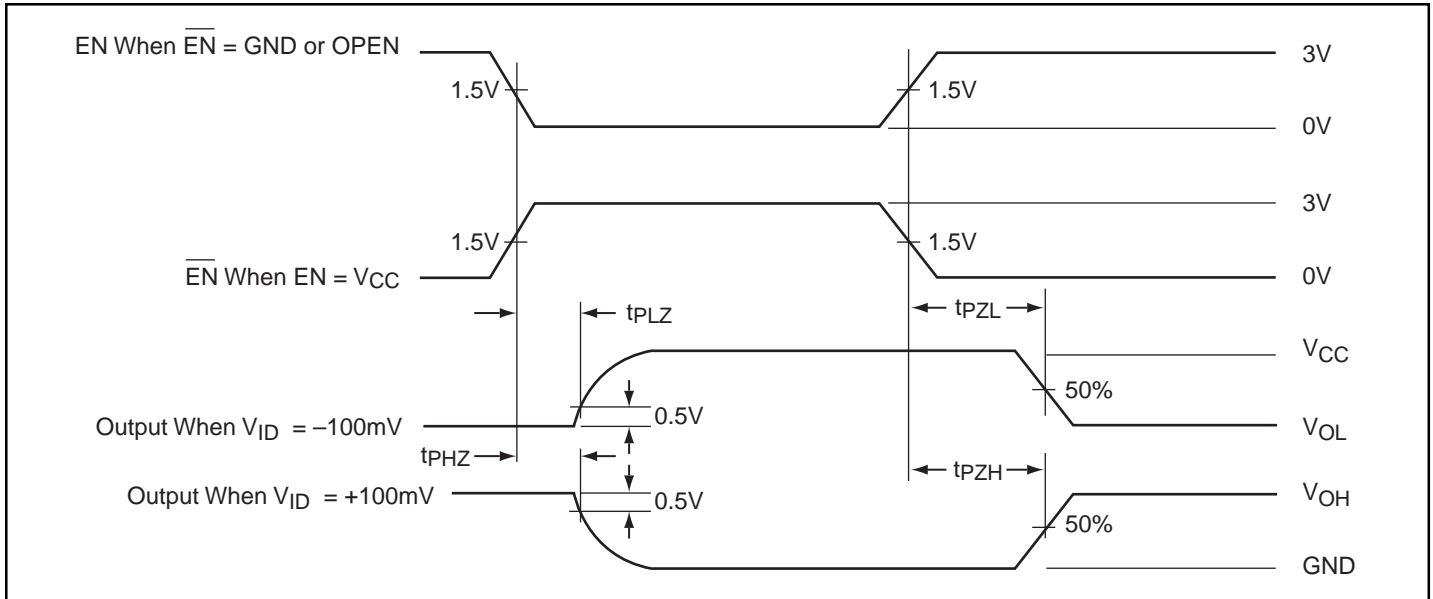 EN When E̅N̅ = GND or OPEN
3V
1.5V
1.5V
0V
3V
1.5V
1.5V
E̅N̅ When EN = VCC
0V
tPLZ
tPZL
VCC
50%
0.5V
Output When VID = –100mV
VOL
tPHZ
tPZH
Output When VID = +100mV
0.5V
VOH
50%
GND